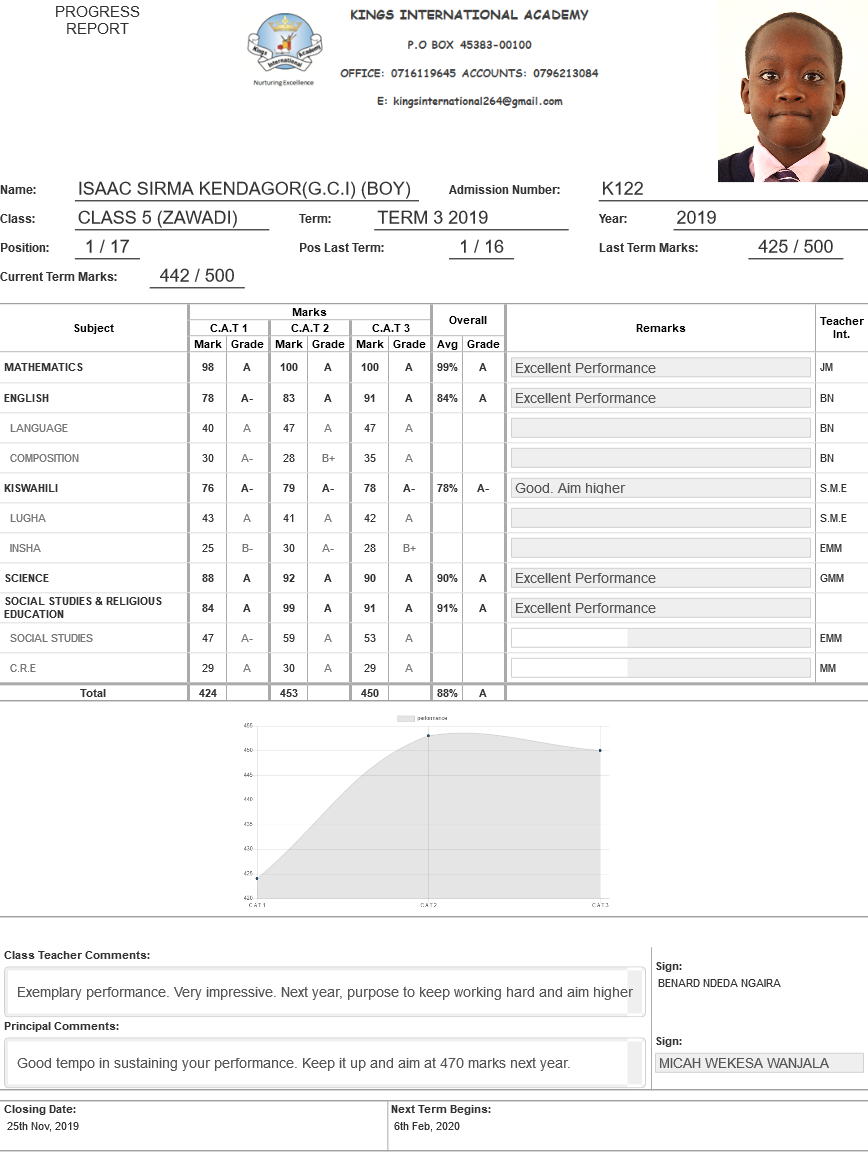 PROGRESS
REPORT
KINGS INTERNATIONAL ACADEMY
P.O BOX 45383-00100
OFFICE: 0716119645 ACCOUNTS: 0796213084
E: kingsinternational264@gmail.com
Kings Academy
International
Nurturing Excellence
Name: ISAAC SIRMA KENDAGOR(G.C.I) (BOY) Admission Number: K122
Class: CLASS 5 (ZAWADI) Term: TERM 3 2019 Year: 2019
Position: 1 / 17 Pos Last Term: 1 / 16 Last Term Marks: 425 / 500
Current Term Marks: 442 / 500
Subject Marks Overall Remarks Teacher Int.
C.A.T 1 C.A.T 2 C.A.T 3
Mark Grade Mark Grade Mark Grade Avg Grade
MATHEMATICS 98 A 100 A 100 A 99% A Excellent Performance JM
ENGLISH 78 A- 83 A 91 A 84% A Excellent Performance BN
LANGUAGE 40 A 47 A 47 A BN
COMPOSITION 30 A- 28 B+ 35 A BN
KISWAHILI 76 A- 79 A- 78 A- 78% A- Good. Aim higher S.M.E
LUGHA 43 A 41 A 42 A S.M.E
INSHA 25 B- 30 A- 28 B+ EMM
SCIENCE 88 A 92 A 90 A 90% A Excellent Performance GMM
SOCIAL STUDIES & RELIGIOUS
EDUCATION 84 A 99 A 91 A 91% A Excellent Performance
SOCIAL STUDIES 47 A- 59 A 53 A EMM
C.R.E 29 A 30 A 29 A MM
Total 424 453 450 88% A
performance
455
450
445
440
435
430
425
420
CAT1 CAT2 CAT3
Class Teacher Comments:
Exemplary performance. Very impressive. Next year, purpose to keep working hard and aim higher
Sign:
BENARD NDEDA NGAIRA
Principal Comments:
Good tempo in sustaining your performance. Keep it up and aim at 470 marks next year.
Sign:
MICAH WEKESA WANJALA
Closing Date: Next Term Begins:
25th Nov, 2019 6th Feb, 2020